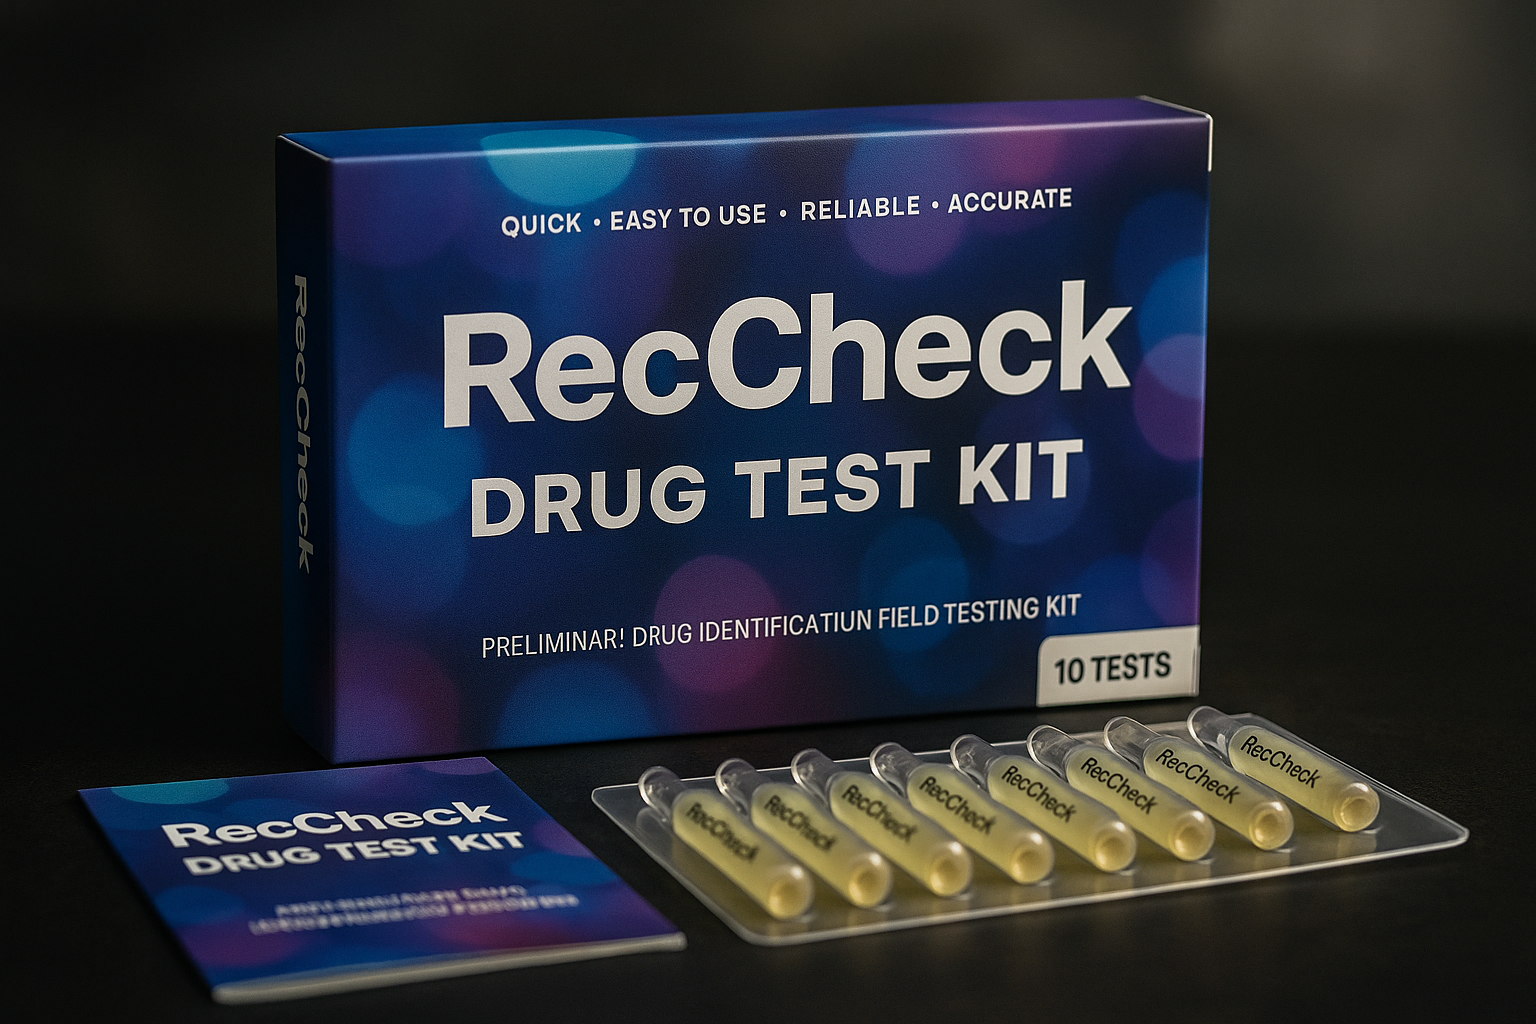 QUICK • EASY TO USE • RELIABLE • ACCURATE
RecCheck
DRUG TEST KIT
PRELIMINAR! DRUG IDENTIFICATIUN FIELD TESTING KIT
10 TESTS
RecCheck
RecCheck
DRUG TEST KIT
RecCheck
RecCheck
RecCheck
RecCheck
RecCheck
RecCheck
RecCheck
RecCheck